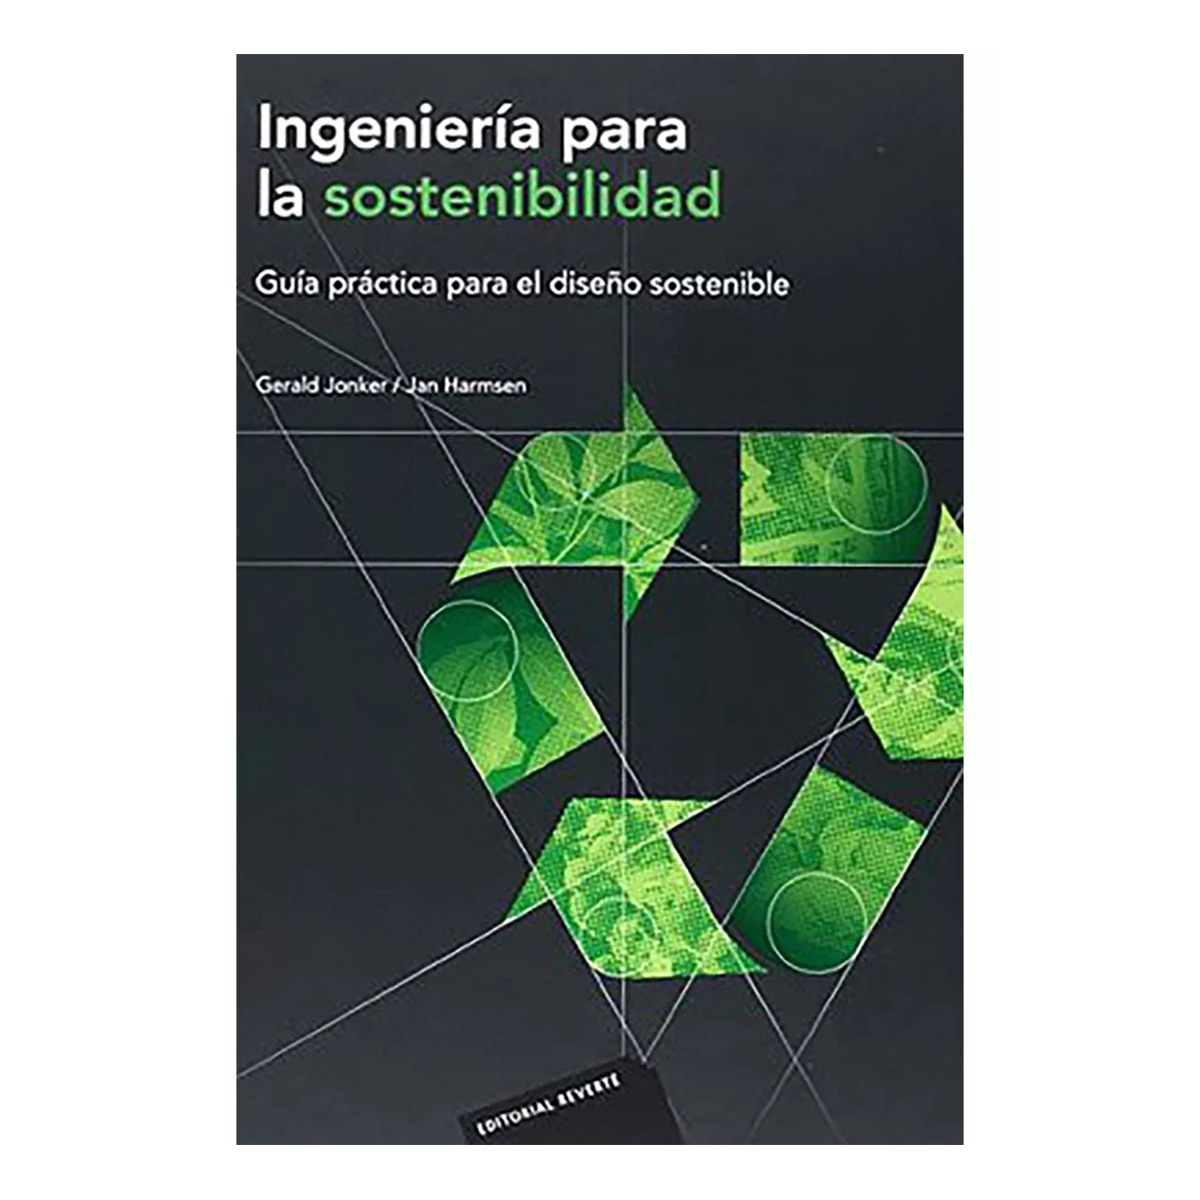 Ingeniería para
la sostenibilidad
Guía práctica para el diseño sostenible
Gerald Jonker / Jan Harmsen
EDITORIAL REVERTÉ